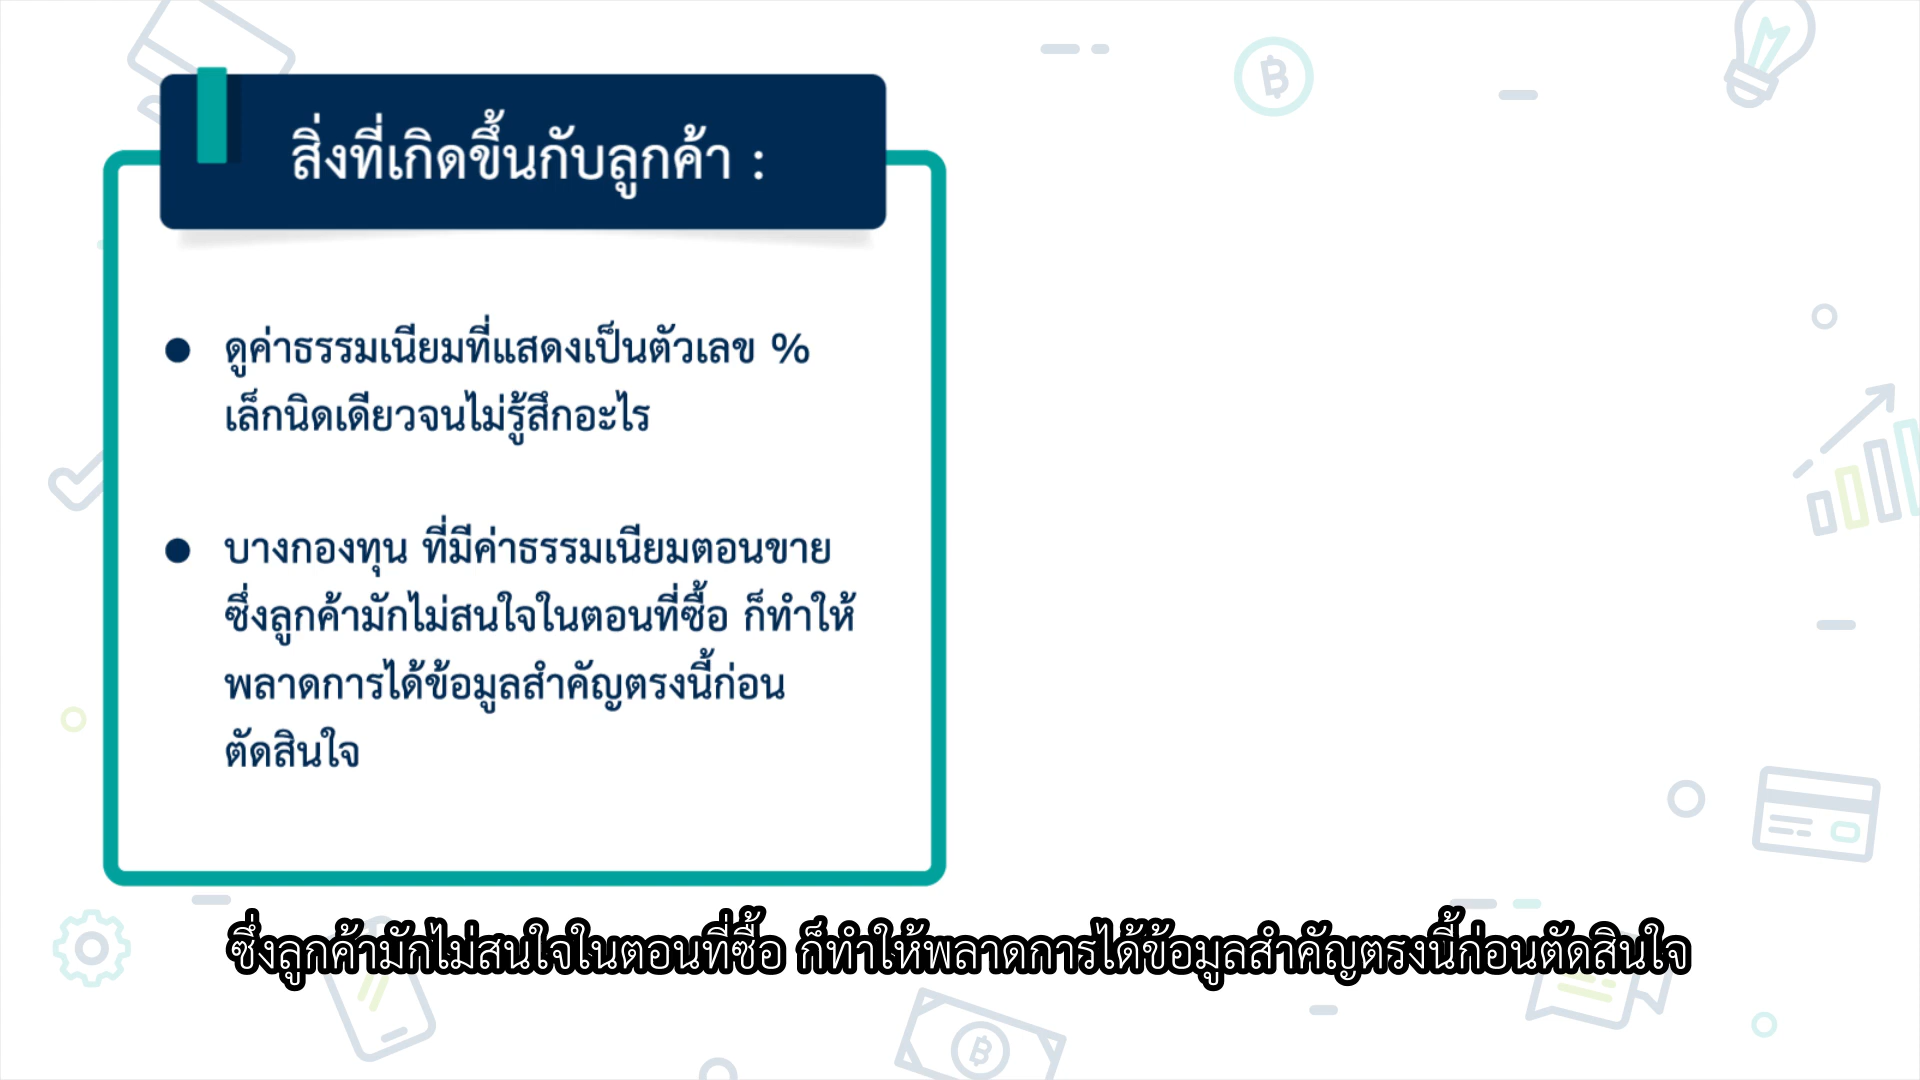 สิ่งที่เกิดขึ้นกับลูกค้า :
● ดูค่าธรรมเนียมที่แสดงเป็นตัวเลข %
เล็กนิดเดียวจนไม่รู้สึกอะไร
● บางกองทุน ที่มีค่าธรรมเนียมตอนขาย
ซึ่งลูกค้ามักไม่สนใจในตอนที่ซื้อ ก็ทำให้
พลาดการได้ข้อมูลสำคัญตรงนี้ก่อน
ตัดสินใจ
ซึ่งลูกค้ามักไม่สนใจในตอนที่ซื้อ ก็ทำให้พลาดการได้ข้อมูลสำคัญตรงนี้ก่อนตัดสินใจ